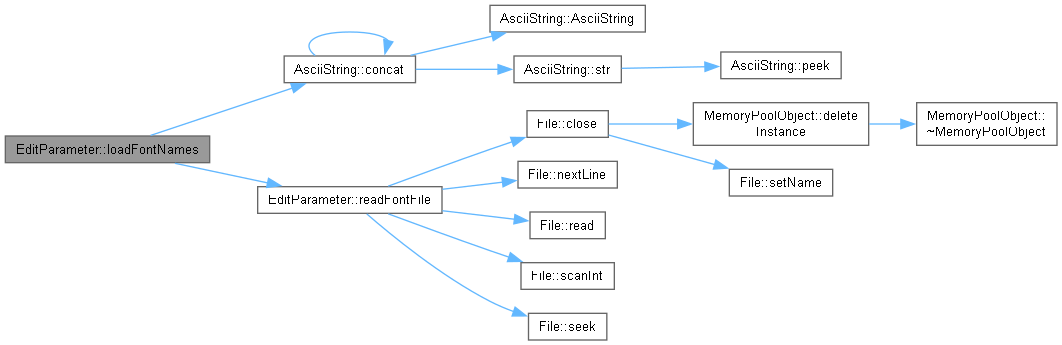 EditParameter::loadFontNames
AsciiString::concat
AsciiString::AsciiString
AsciiString::str
AsciiString::peek
EditParameter::readFontFile
File::close
MemoryPoolObject::delete
Instance
MemoryPoolObject::
~MemoryPoolObject
File::setName
File::nextLine
File::read
File::scanInt
File::seek